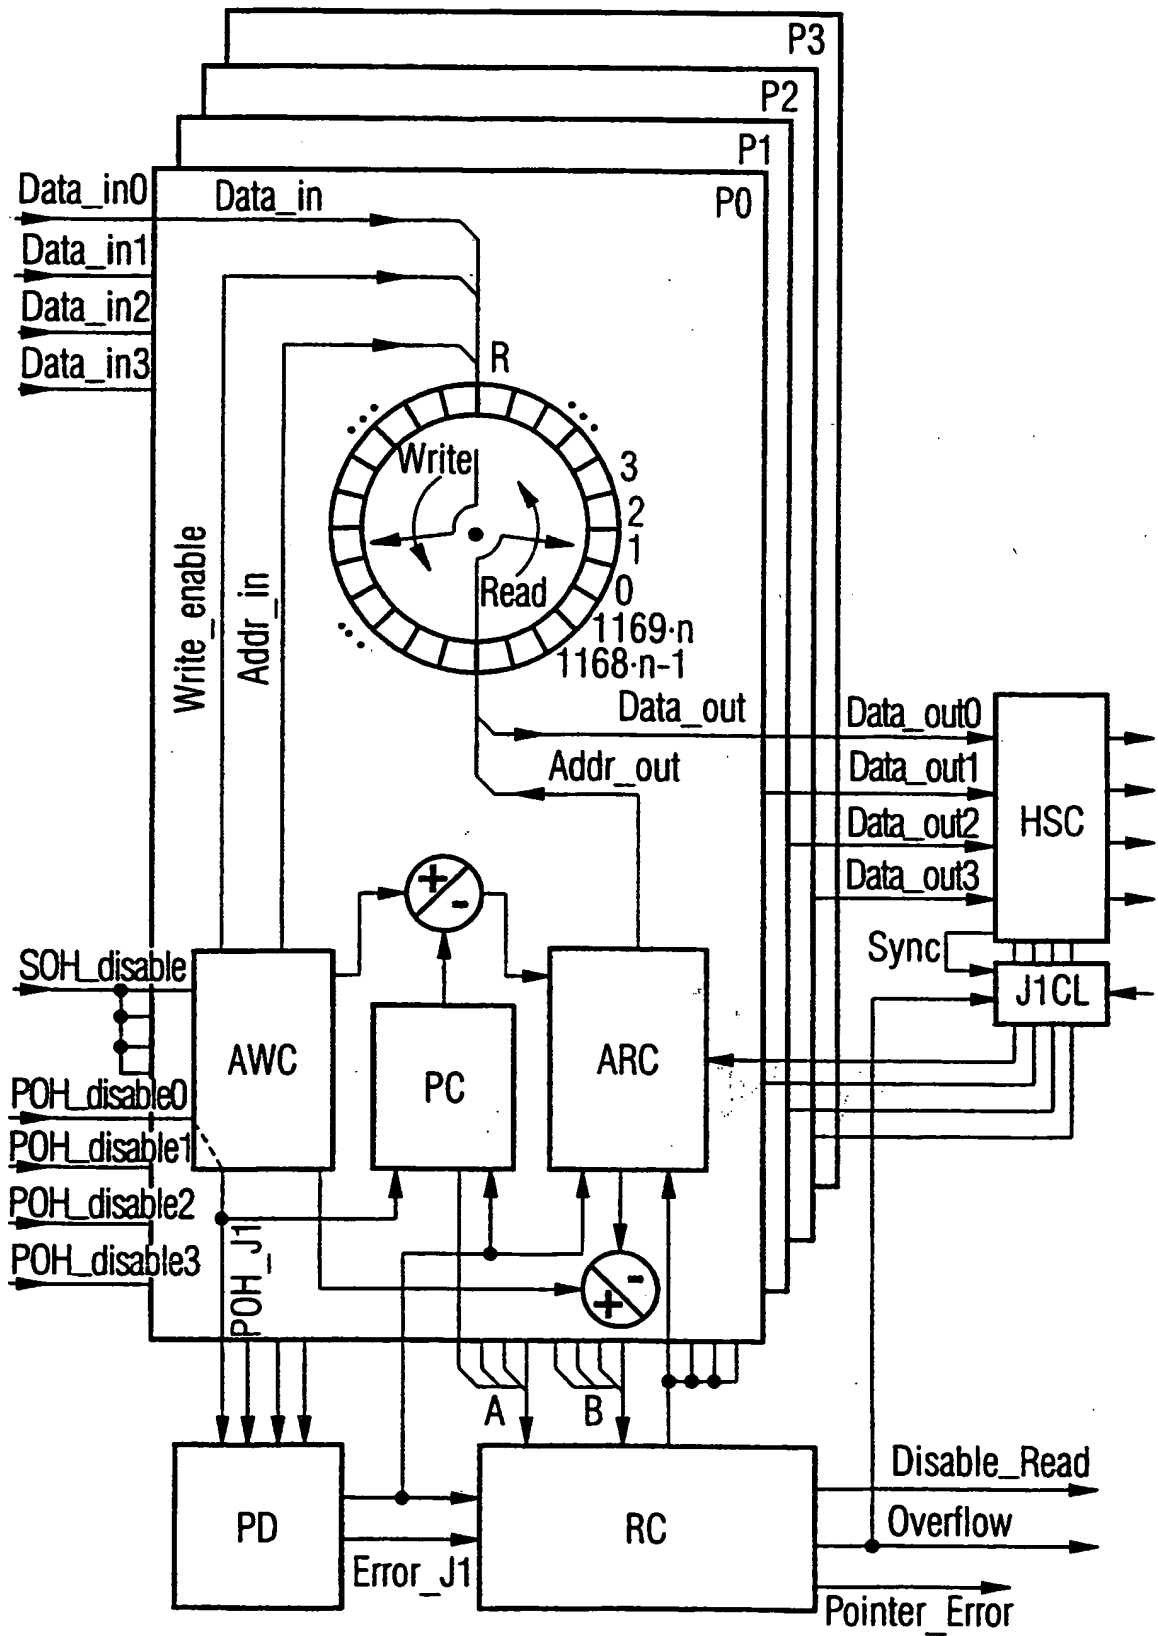 P3
P2
P1
P0
Data_in0
Data_in
Data_in1
Data_in2
Data_in3
R
Write
3
2
1
0
Read
1169·n
1168·n-1
Write_enable
Addr_in
Data_out
Data_out0
Addr_out
Data_out1
Data_out2
Data_out3
HSC
+
-
Sync
SOH_disable
J1CL
AWC
PC
ARC
POH_disable0
POH_disable1
POH_disable2
POH_disable3
POH_J1
-
+
A
B
Disable_Read
Overflow
PD
RC
Error_J1
Pointer_Error